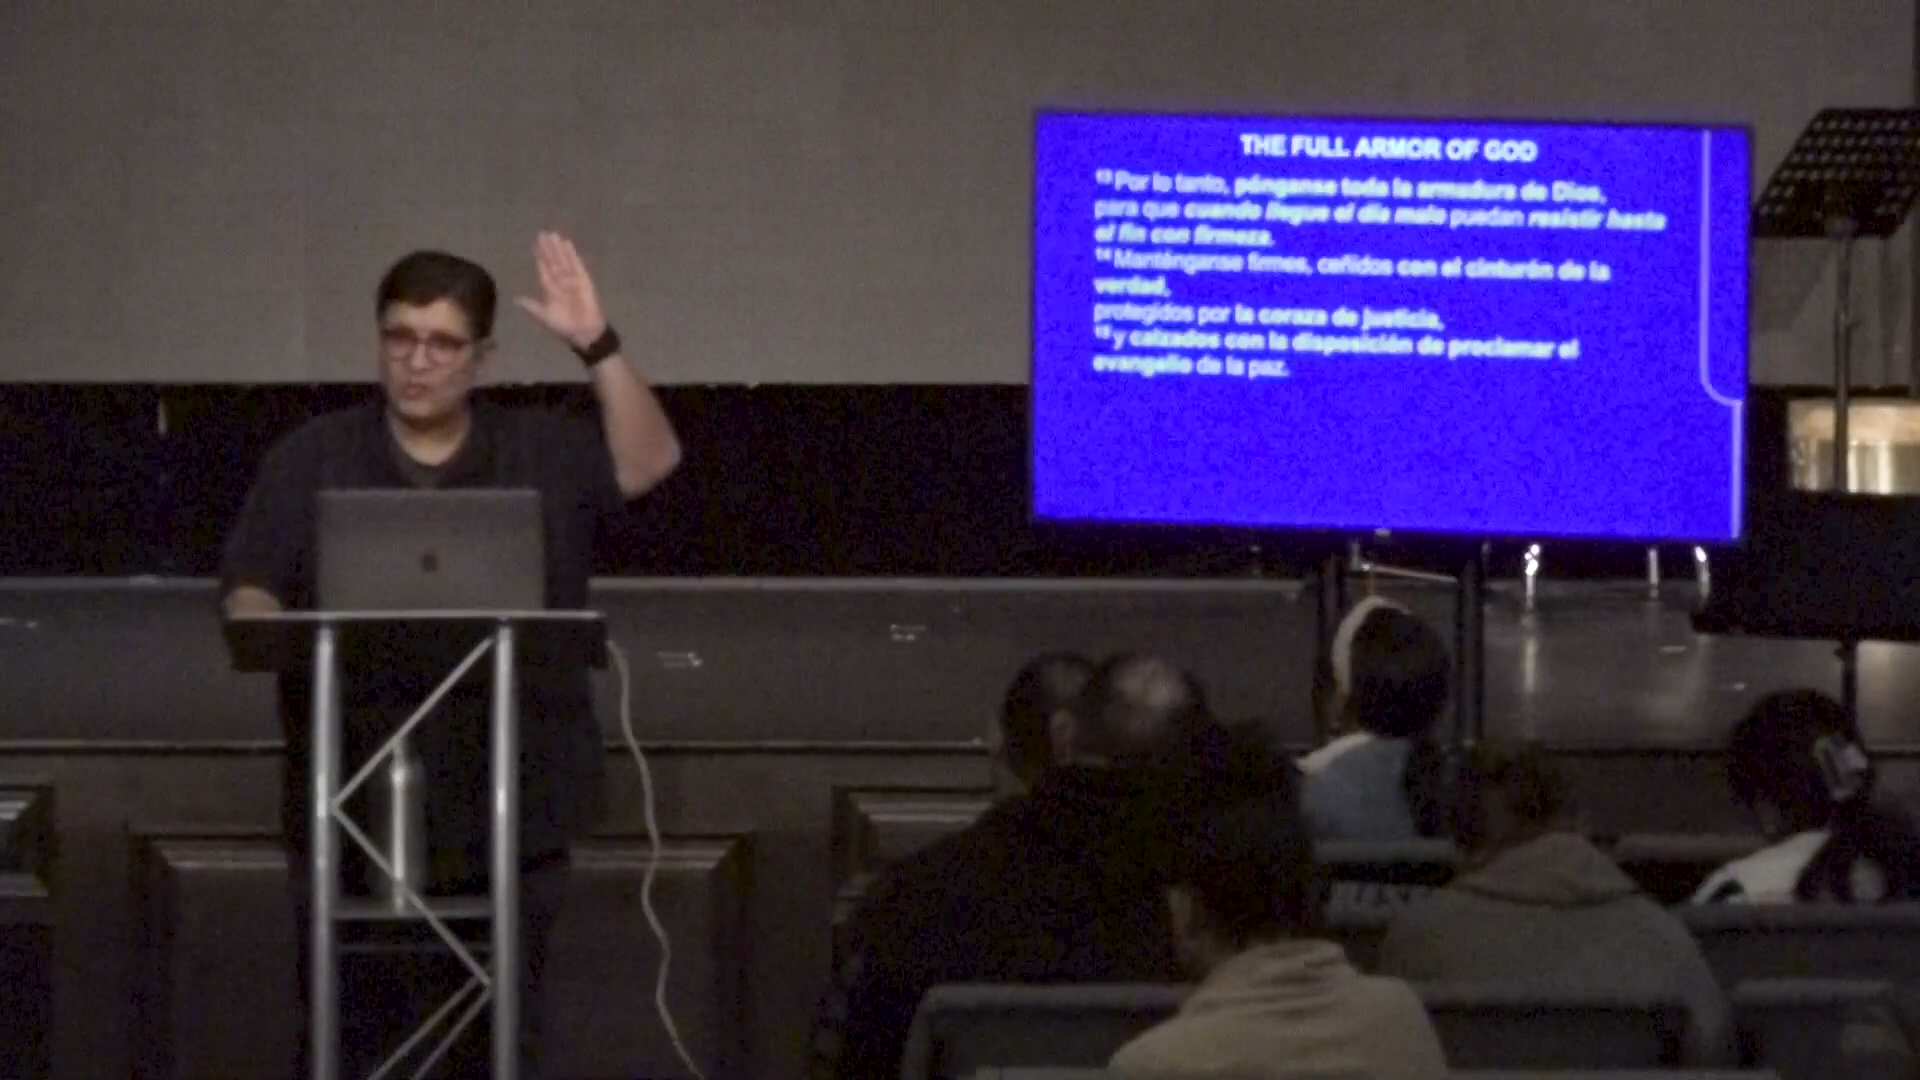 THE FULL ARMOR OF GOD
13 Por lo tanto, pónganse toda la armadura de Dios,
para que cuando llegue el día malo puedan resistir hasta
el fin con firmeza.
14 Manténganse firmes, ceñidos con el cinturón de la
verdad,
protegidos por la coraza de justicia,
15 y calzados con la disposición de proclamar el
evangelio de la paz.